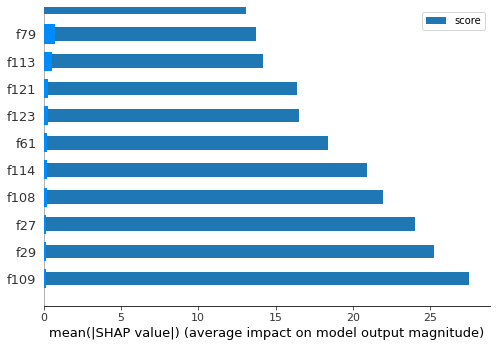 score
f79
f113
f121
f123
f61
f114
f108
f27
f29
f109
0 5 10 15 20 25
mean(|SHAP value|) (average impact on model output magnitude)